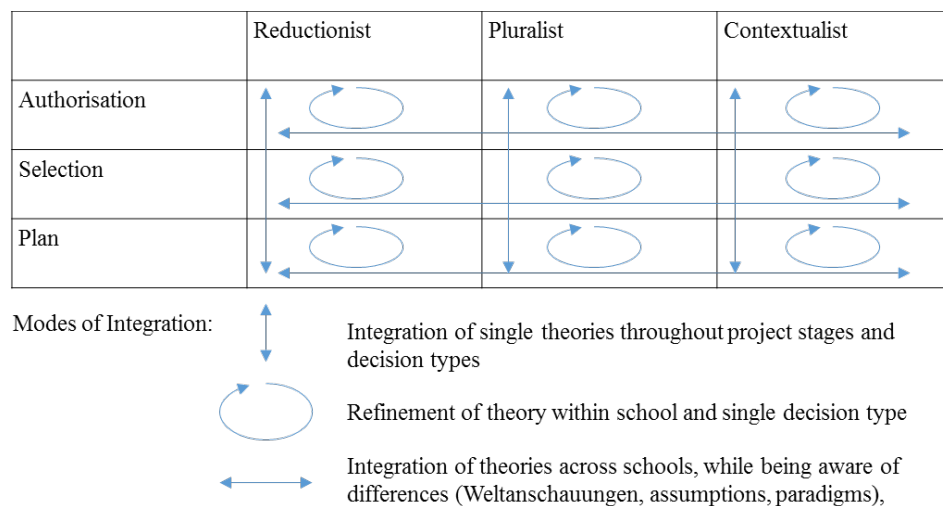 Reductionist Pluralist Contextualist
Authorisation
Selection
Plan
Modes of Integration:
Integration of single theories throughout project stages and
decision types
Refinement of theory within school and single decision type
Integration of theories across schools, while being aware of
differences (Weltanschauungen, assumptions, paradigms),